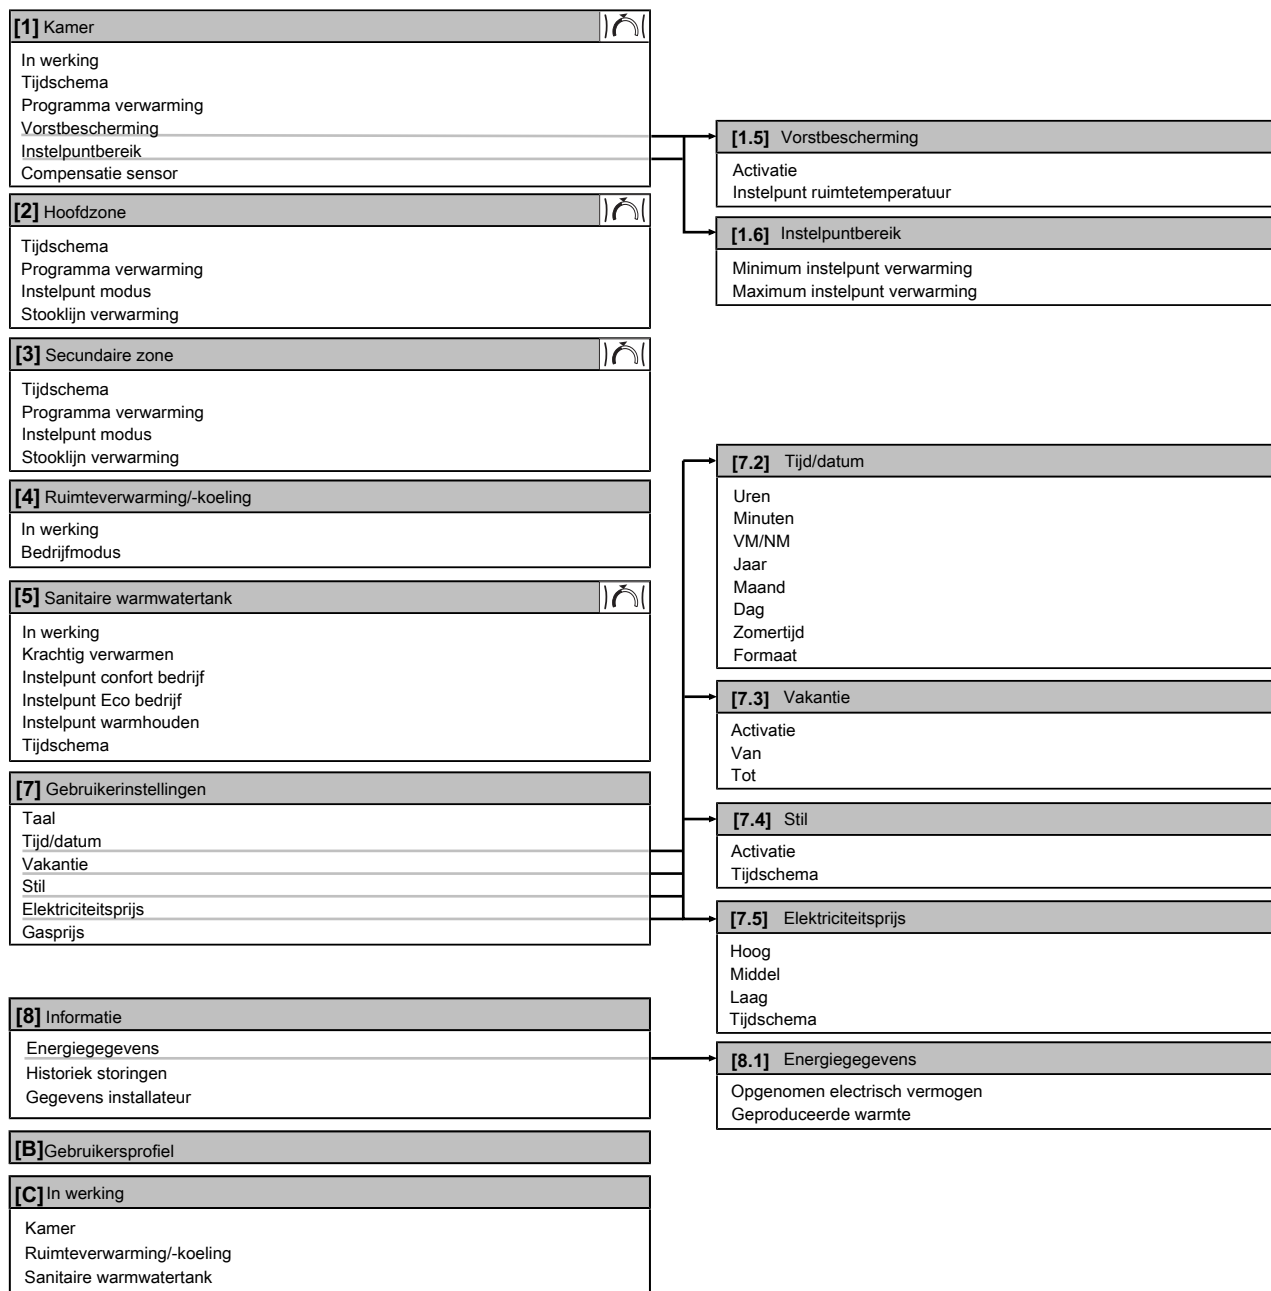 [1] Kamer
In werking
Tijdschema
Programma verwarming
Vorstbescherming
Instelpuntbereik
Compensatie sensor
[1.5] Vorstbescherming
Activatie
Instelpunt ruimtetemperatuur
[1.6] Instelpuntbereik
Minimum instelpunt verwarming
Maximum instelpunt verwarming
[2] Hoofdzone
Tijdschema
Programma verwarming
Instelpunt modus
Stooklijn verwarming
[3] Secundaire zone
Tijdschema
Programma verwarming
Instelpunt modus
Stooklijn verwarming
[4] Ruimteverwarming/-koeling
In werking
Bedrijfmodus
[5] Sanitaire warmwatertank
In werking
Krachtig verwarmen
Instelpunt confort bedrijf
Instelpunt Eco bedrijf
Instelpunt warmhouden
Tijdschema
[7] Gebruikerinstellingen
Taal
Tijd/datum
Vakantie
Stil
Elektriciteitsprijs
Gasprijs
[7.2] Tijd/datum
Uren
Minuten
VM/NM
Jaar
Maand
Dag
Zomertijd
Formaat
[7.3] Vakantie
Activatie
Van
Tot
[7.4] Stil
Activatie
Tijdschema
[7.5] Elektriciteitsprijs
Hoog
Middel
Laag
Tijdschema
[8] Informatie
Energiegegevens
Historiek storingen
Gegevens installateur
[8.1] Energiegegevens
Opgenomen electrisch vermogen
Geproduceerde warmte
[B] Gebruikersprofiel
[C] In werking
Kamer
Ruimteverwarming/-koeling
Sanitaire warmwatertank